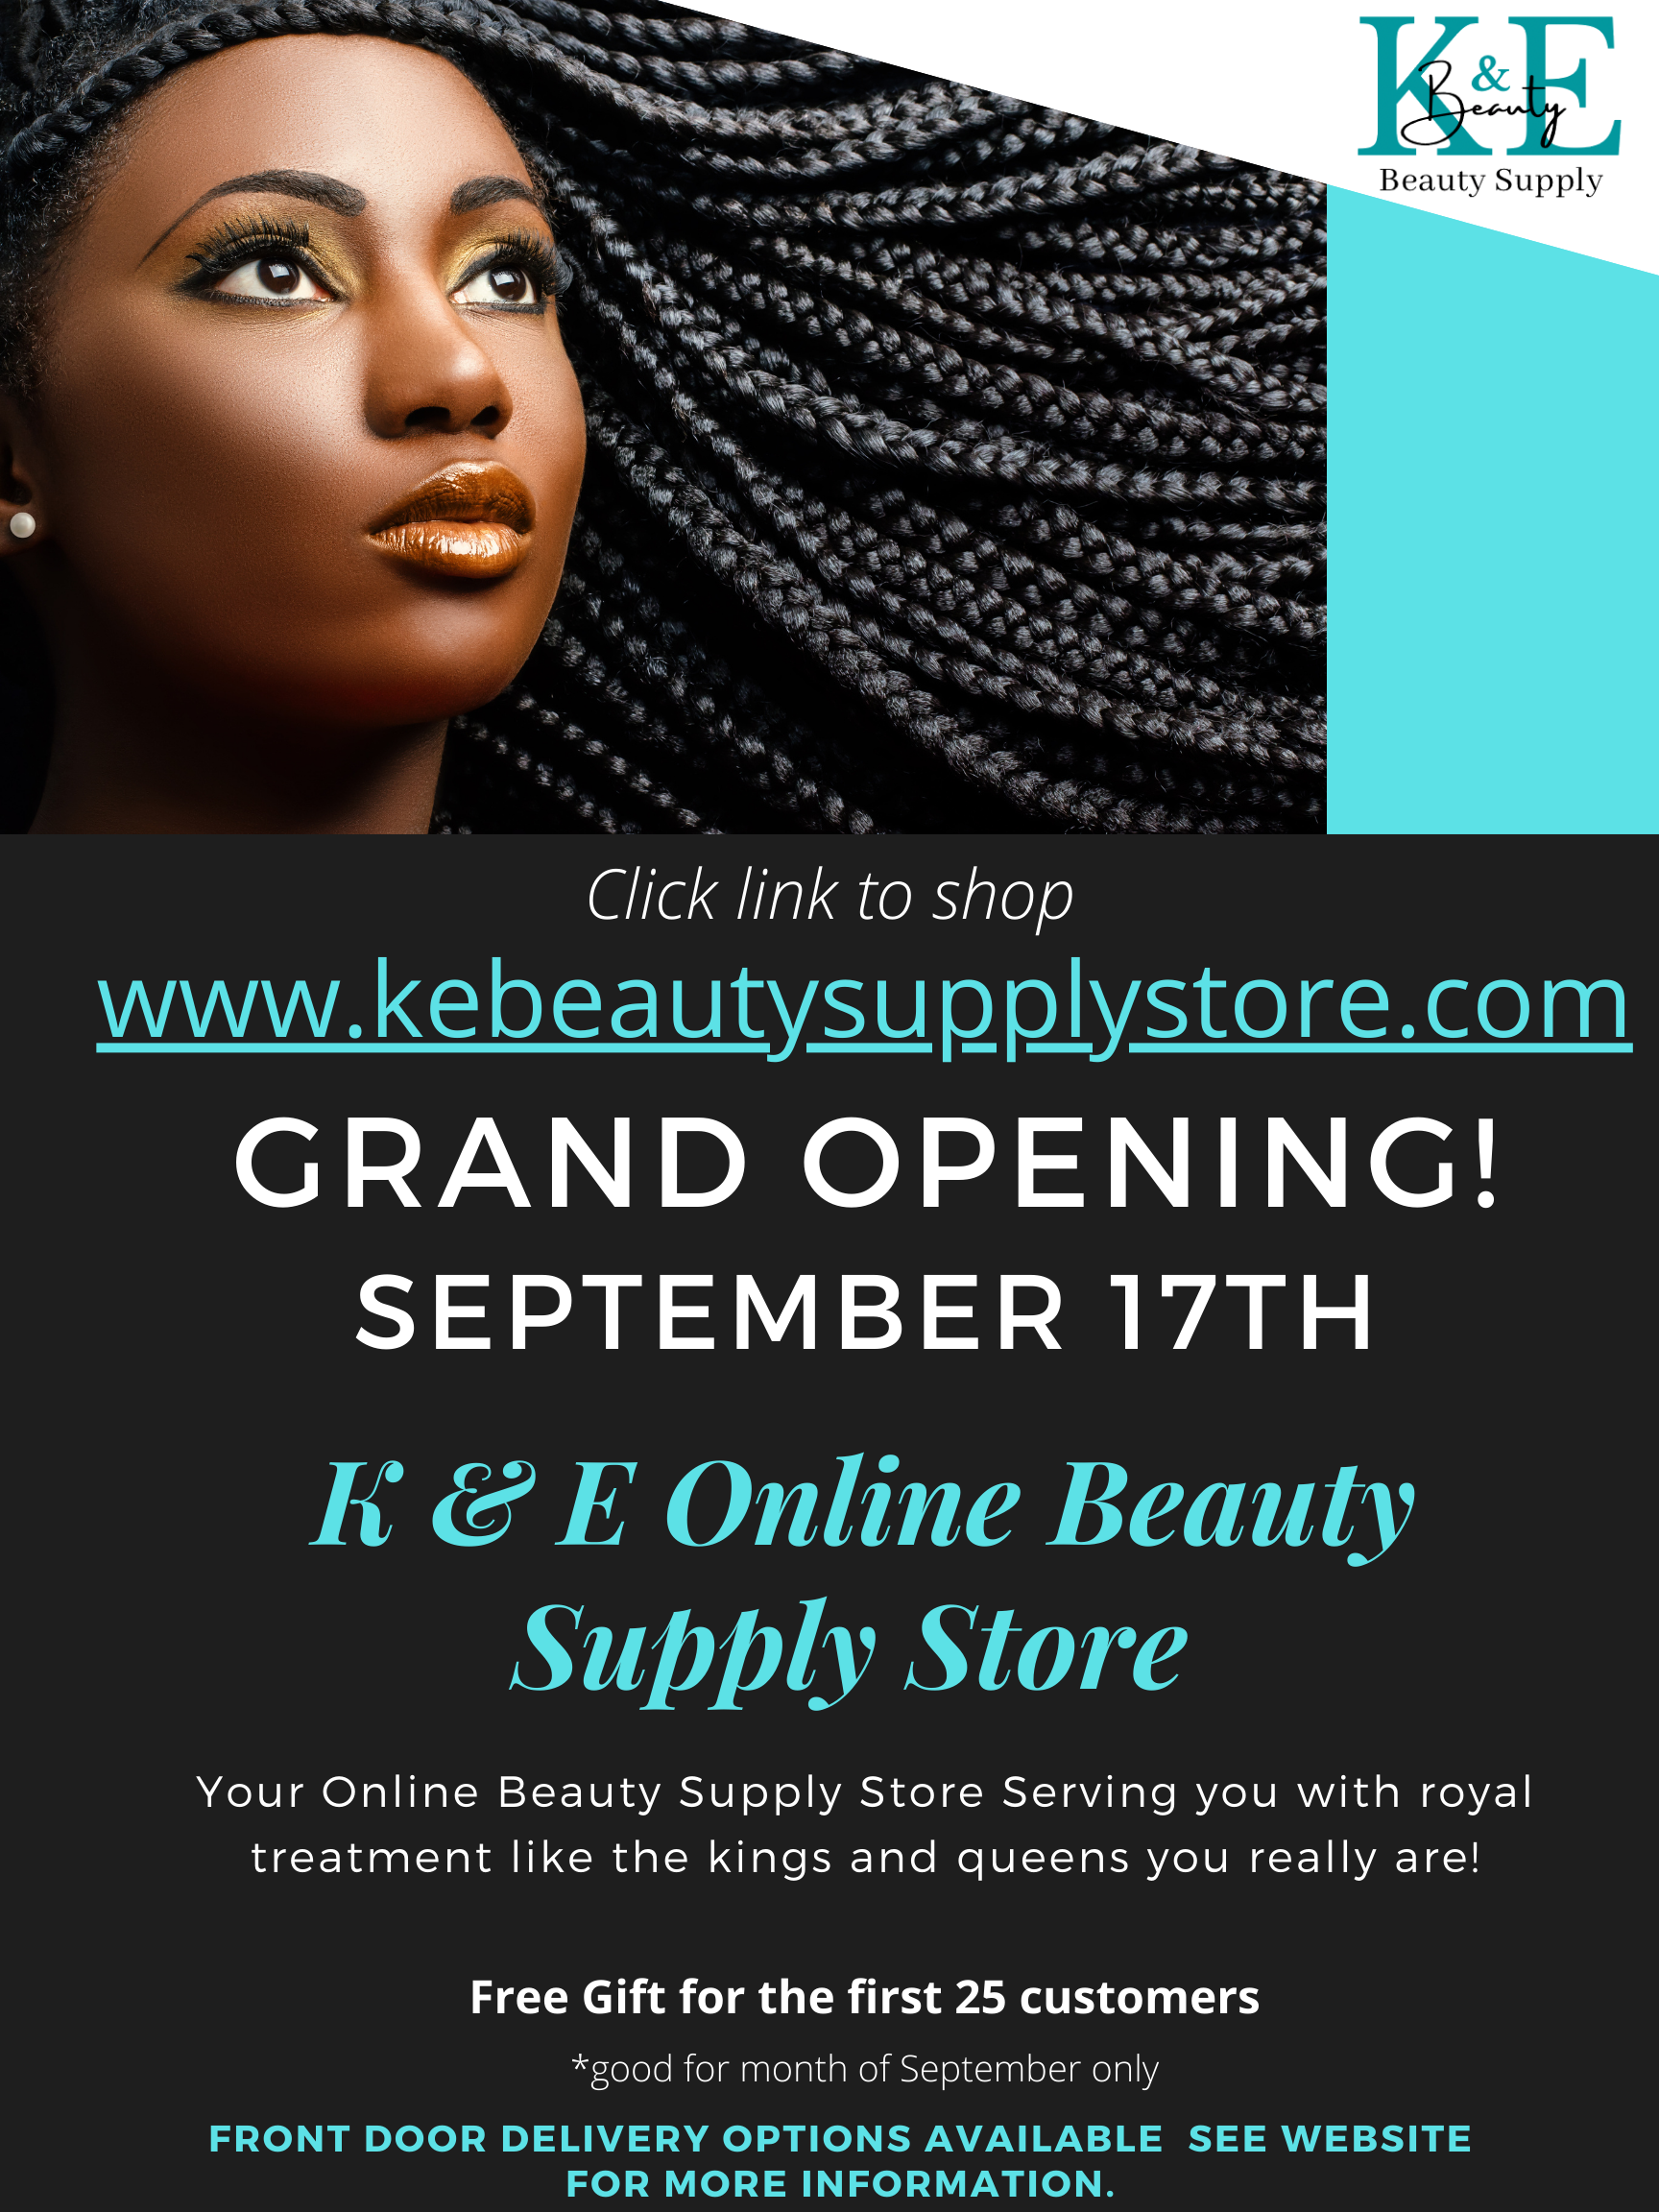 K & E
Beauty
Beauty Supply
Click link to shop
www.kebeautysupplystore.com
GRAND OPENING!
SEPTEMBER 17TH
K & E Online Beauty
Supply Store
Your Online Beauty Supply Store Serving you with royal
treatment like the kings and queens you really are!
Free Gift for the first 25 customers
*good for month of September only
FRONT DOOR DELIVERY OPTIONS AVAILABLE SEE WEBSITE
FOR MORE INFORMATION.